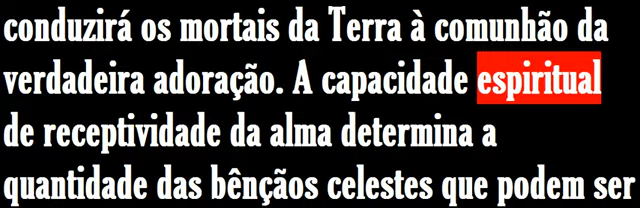 conduzirá os mortais da Terra à comunhão da
verdadeira adoração. A capacidade espiritual
de receptividade da alma determina a
quantidade das bênçãos celestes que podem ser